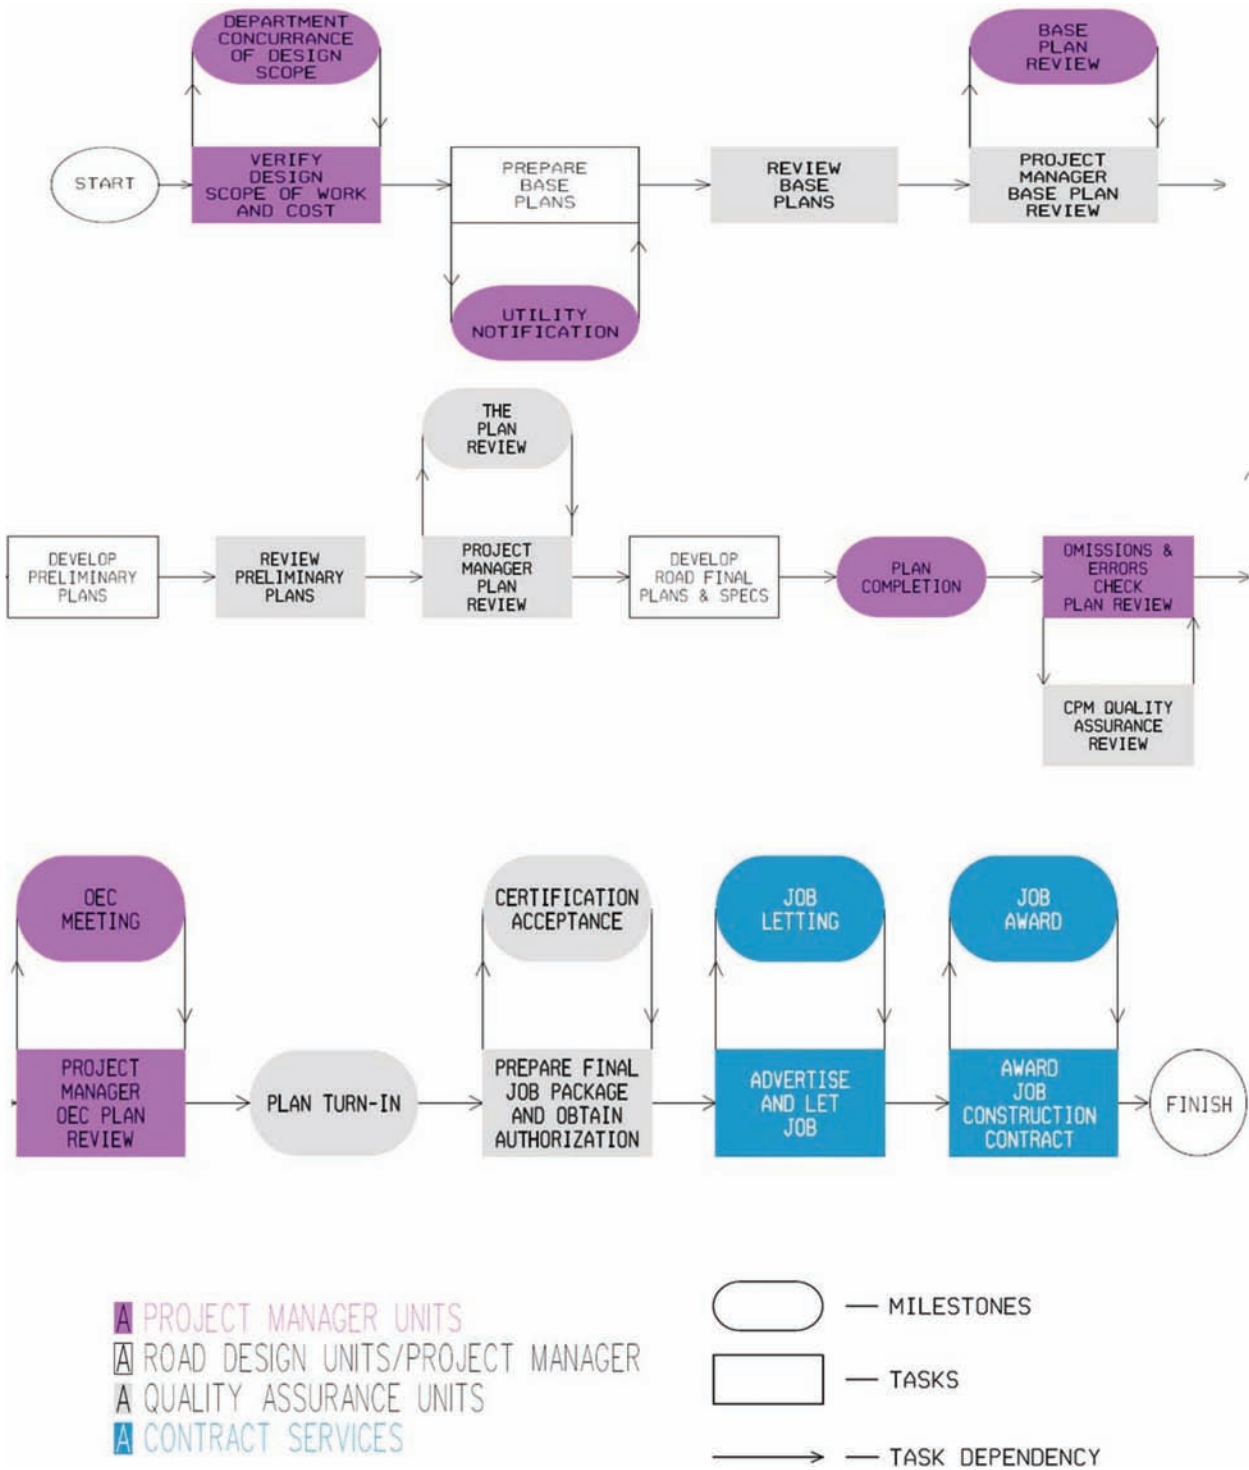 DEPARTMENT
CONCURRANCE
OF DESIGN
SCOPE
BASE
PLAN
REVIEW
START
VERIFY
DESIGN
SCOPE OF WORK
AND COST
PREPARE
BASE
PLANS
REVIEW
BASE
PLANS
PROJECT
MANAGER
BASE PLAN
REVIEW
UTILITY
NOTIFICATION
THE
PLAN
REVIEW
DEVELOP
PRELIMINARY
PLANS
REVIEW
PRELIMINARY
PLANS
PROJECT
MANAGER
PLAN
REVIEW
DEVELOP
ROAD FINAL
PLANS & SPECS
PLAN
COMPLETION
OMISSIONS &
ERRORS
CHECK
PLAN REVIEW
CPM QUALITY
ASSURANCE
REVIEW
OEC
MEETING
CERTIFICATION
ACCEPTANCE
JOB
LETTING
JOB
AWARD
PROJECT
MANAGER
OEC PLAN
REVIEW
PLAN TURN-IN
PREPARE FINAL
JOB PACKAGE
AND OBTAIN
AUTHORIZATION
ADVERTISE
AND LET
JOB
AWARD
JOB
CONSTRUCTION
CONTRACT
FINISH
A PROJECT MANAGER UNITS
A ROAD DESIGN UNITS/PROJECT MANAGER
A QUALITY ASSURANCE UNITS
A CONTRACT SERVICES
— MILESTONES
— TASKS
— TASK DEPENDENCY